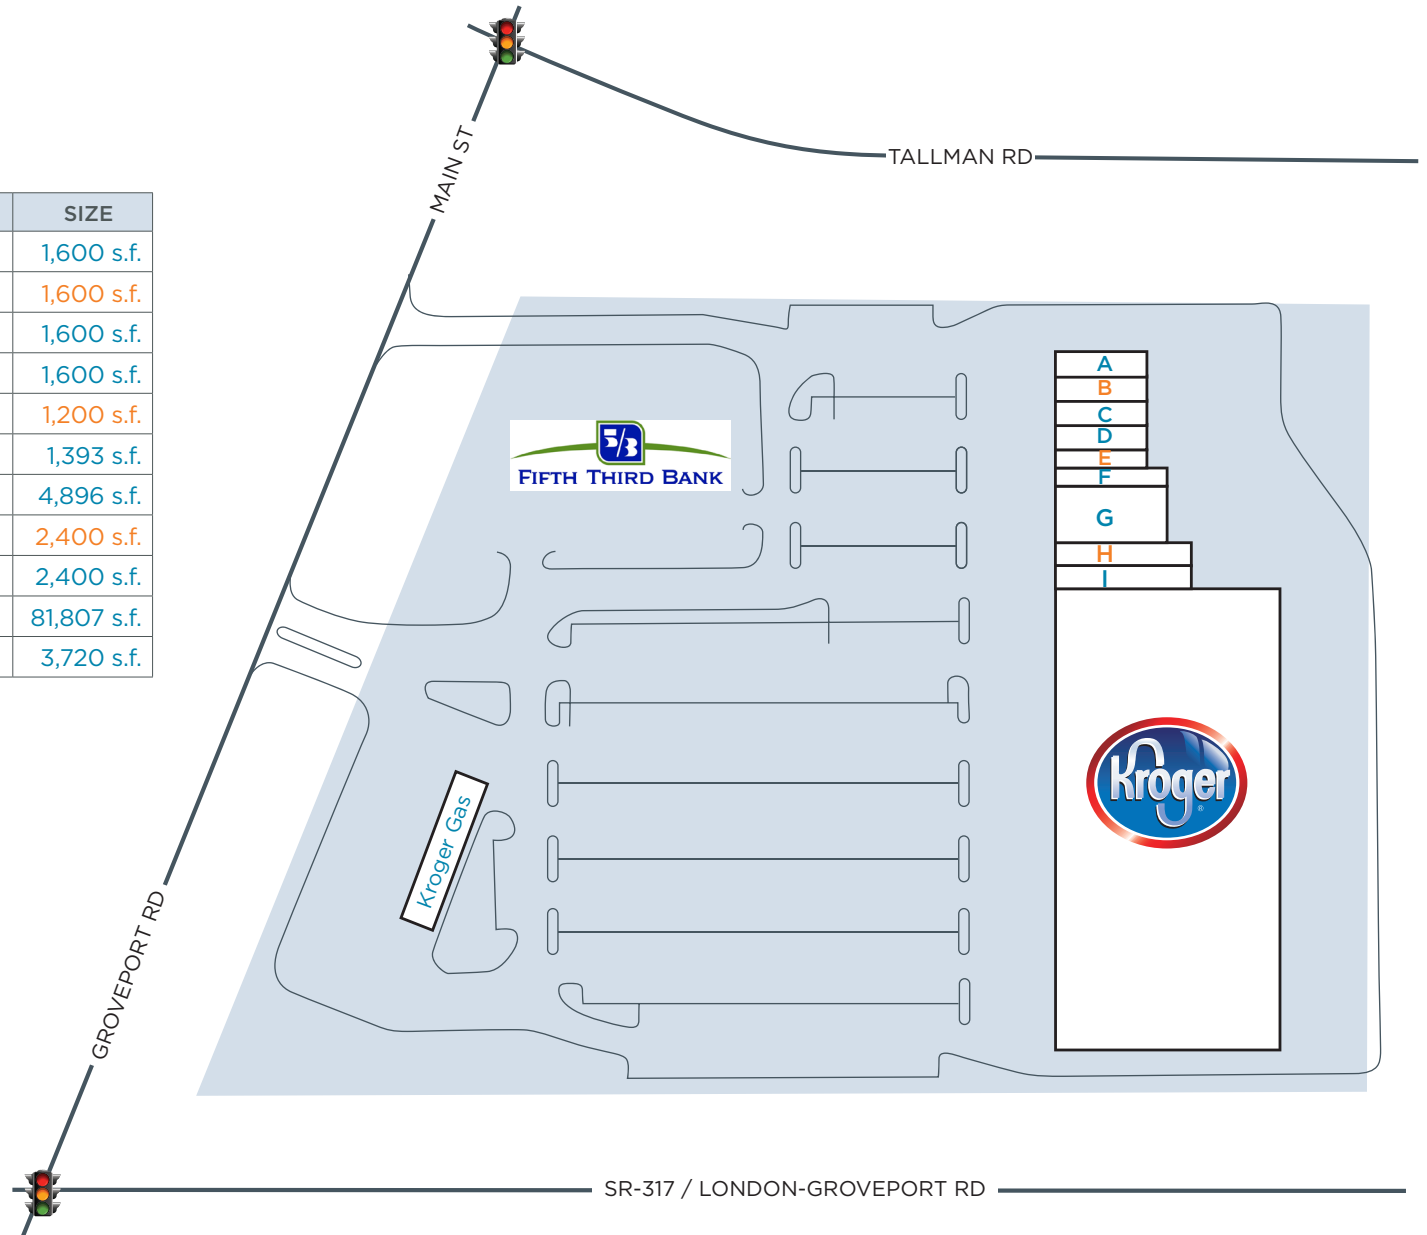 MAIN ST
TALLMAN RD
SIZE
1,600 s.f.
1,600 s.f.
1,600 s.f.
1,600 s.f.
1,200 s.f.
1,393 s.f.
4,896 s.f.
2,400 s.f.
2,400 s.f.
81,807 s.f.
3,720 s.f.
5/3
FIFTH THIRD BANK
A
B
C
D
E
F
G
H
I
Kroger
®
Kroger Gas
GROVEPORT RD
SR-317 / LONDON-GROVEPORT RD